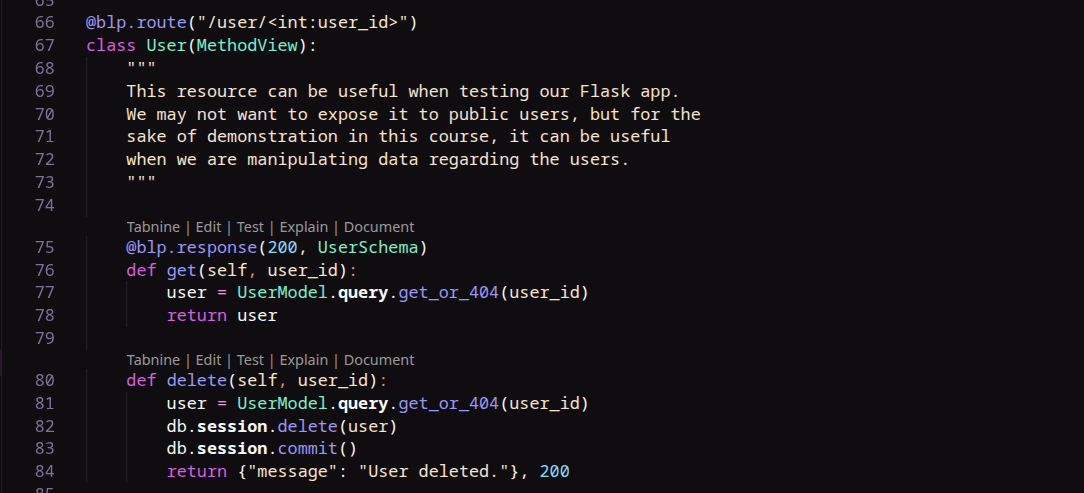 65
66 @blp.route("/user/<int:user_id>")
67 class User(MethodView):
68 """
69 This resource can be useful when testing our Flask app.
70 We may not want to expose it to public users, but for the
71 sake of demonstration in this course, it can be useful
72 when we are manipulating data regarding the users.
73 """
74
Tabnine | Edit | Test | Explain | Document
75 @blp.response(200, UserSchema)
76 def get(self, user_id):
77 user = UserModel.query.get_or_404(user_id)
78 return user
79
Tabnine | Edit | Test | Explain | Document
80 def delete(self, user_id):
81 user = UserModel.query.get_or_404(user_id)
82 db.session.delete(user)
83 db.session.commit()
84 return {"message": "User deleted."}, 200
85